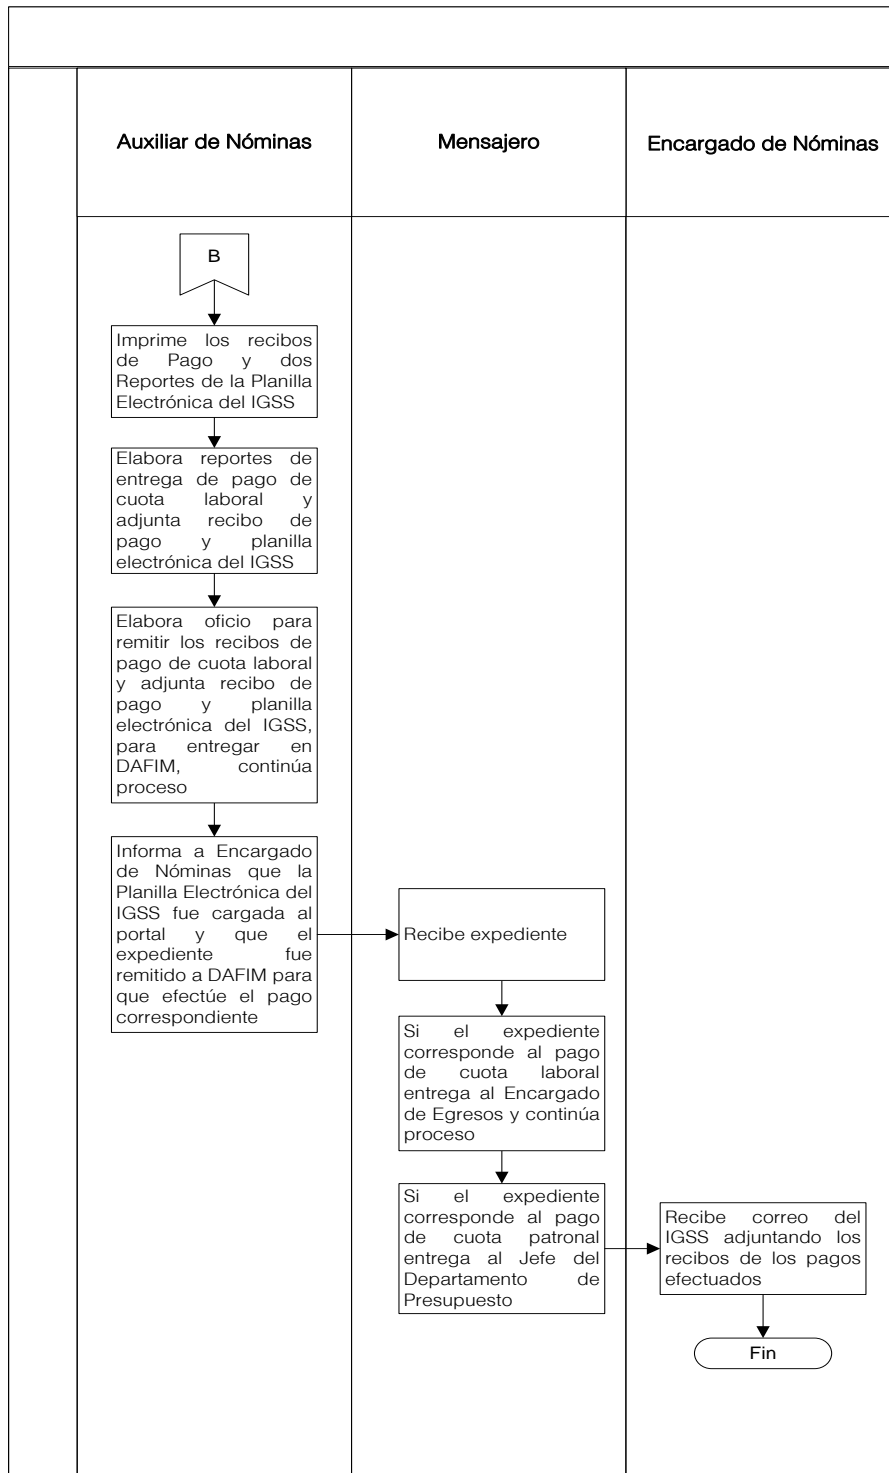 Auxiliar de Nóminas
Mensajero
Encargado de Nóminas
B
Imprime los recibos
de Pago y dos
Reportes de la Planilla
Electrónica del IGSS
Elabora reportes de
entrega de pago de
cuota laboral y
adjunta recibo de
pago y planilla
electrónica del IGSS
Elabora oficio para
remitir los recibos de
pago de cuota laboral
y adjunta recibo de
pago y planilla
electrónica del IGSS,
para entregar en
DAFIM, continúa
proceso
Informa a Encargado
de Nóminas que la
Planilla Electrónica del
IGSS fue cargada al
portal y que el
expediente fue
remitido a DAFIM para
que efectúe el pago
correspondiente
Recibe expediente
Si el expediente
corresponde al pago
de cuota laboral
entrega al Encargado
de Egresos y continúa
proceso
Si el expediente
corresponde al pago
de cuota patronal
entrega al Jefe del
Departamento de
Presupuesto
Recibe correo del
IGSS adjuntando los
recibos de los pagos
efectuados
Fin